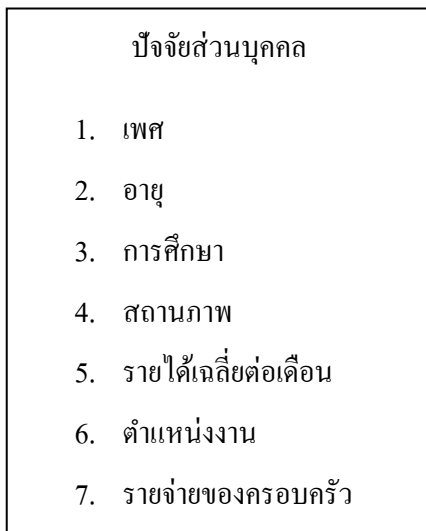 ปัจจัยส่วนบุคคล
1. เพศ
2. อายุ
3. การศึกษา
4. สถานภาพ
5. รายได้เฉลี่ยต่อเดือน
6. ตำแหน่งงาน
7. รายจ่ายของครอบครัว